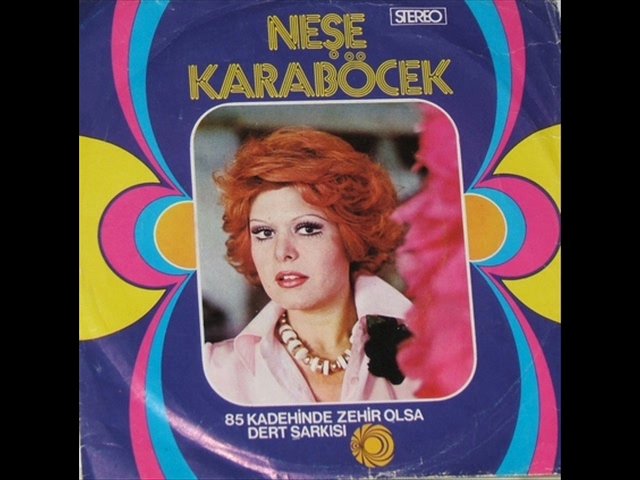 STEREO
NEŞE
KARABÖCEK
85 KADEHİNDE ZEHİR OLSA
DERT ŞARKISI